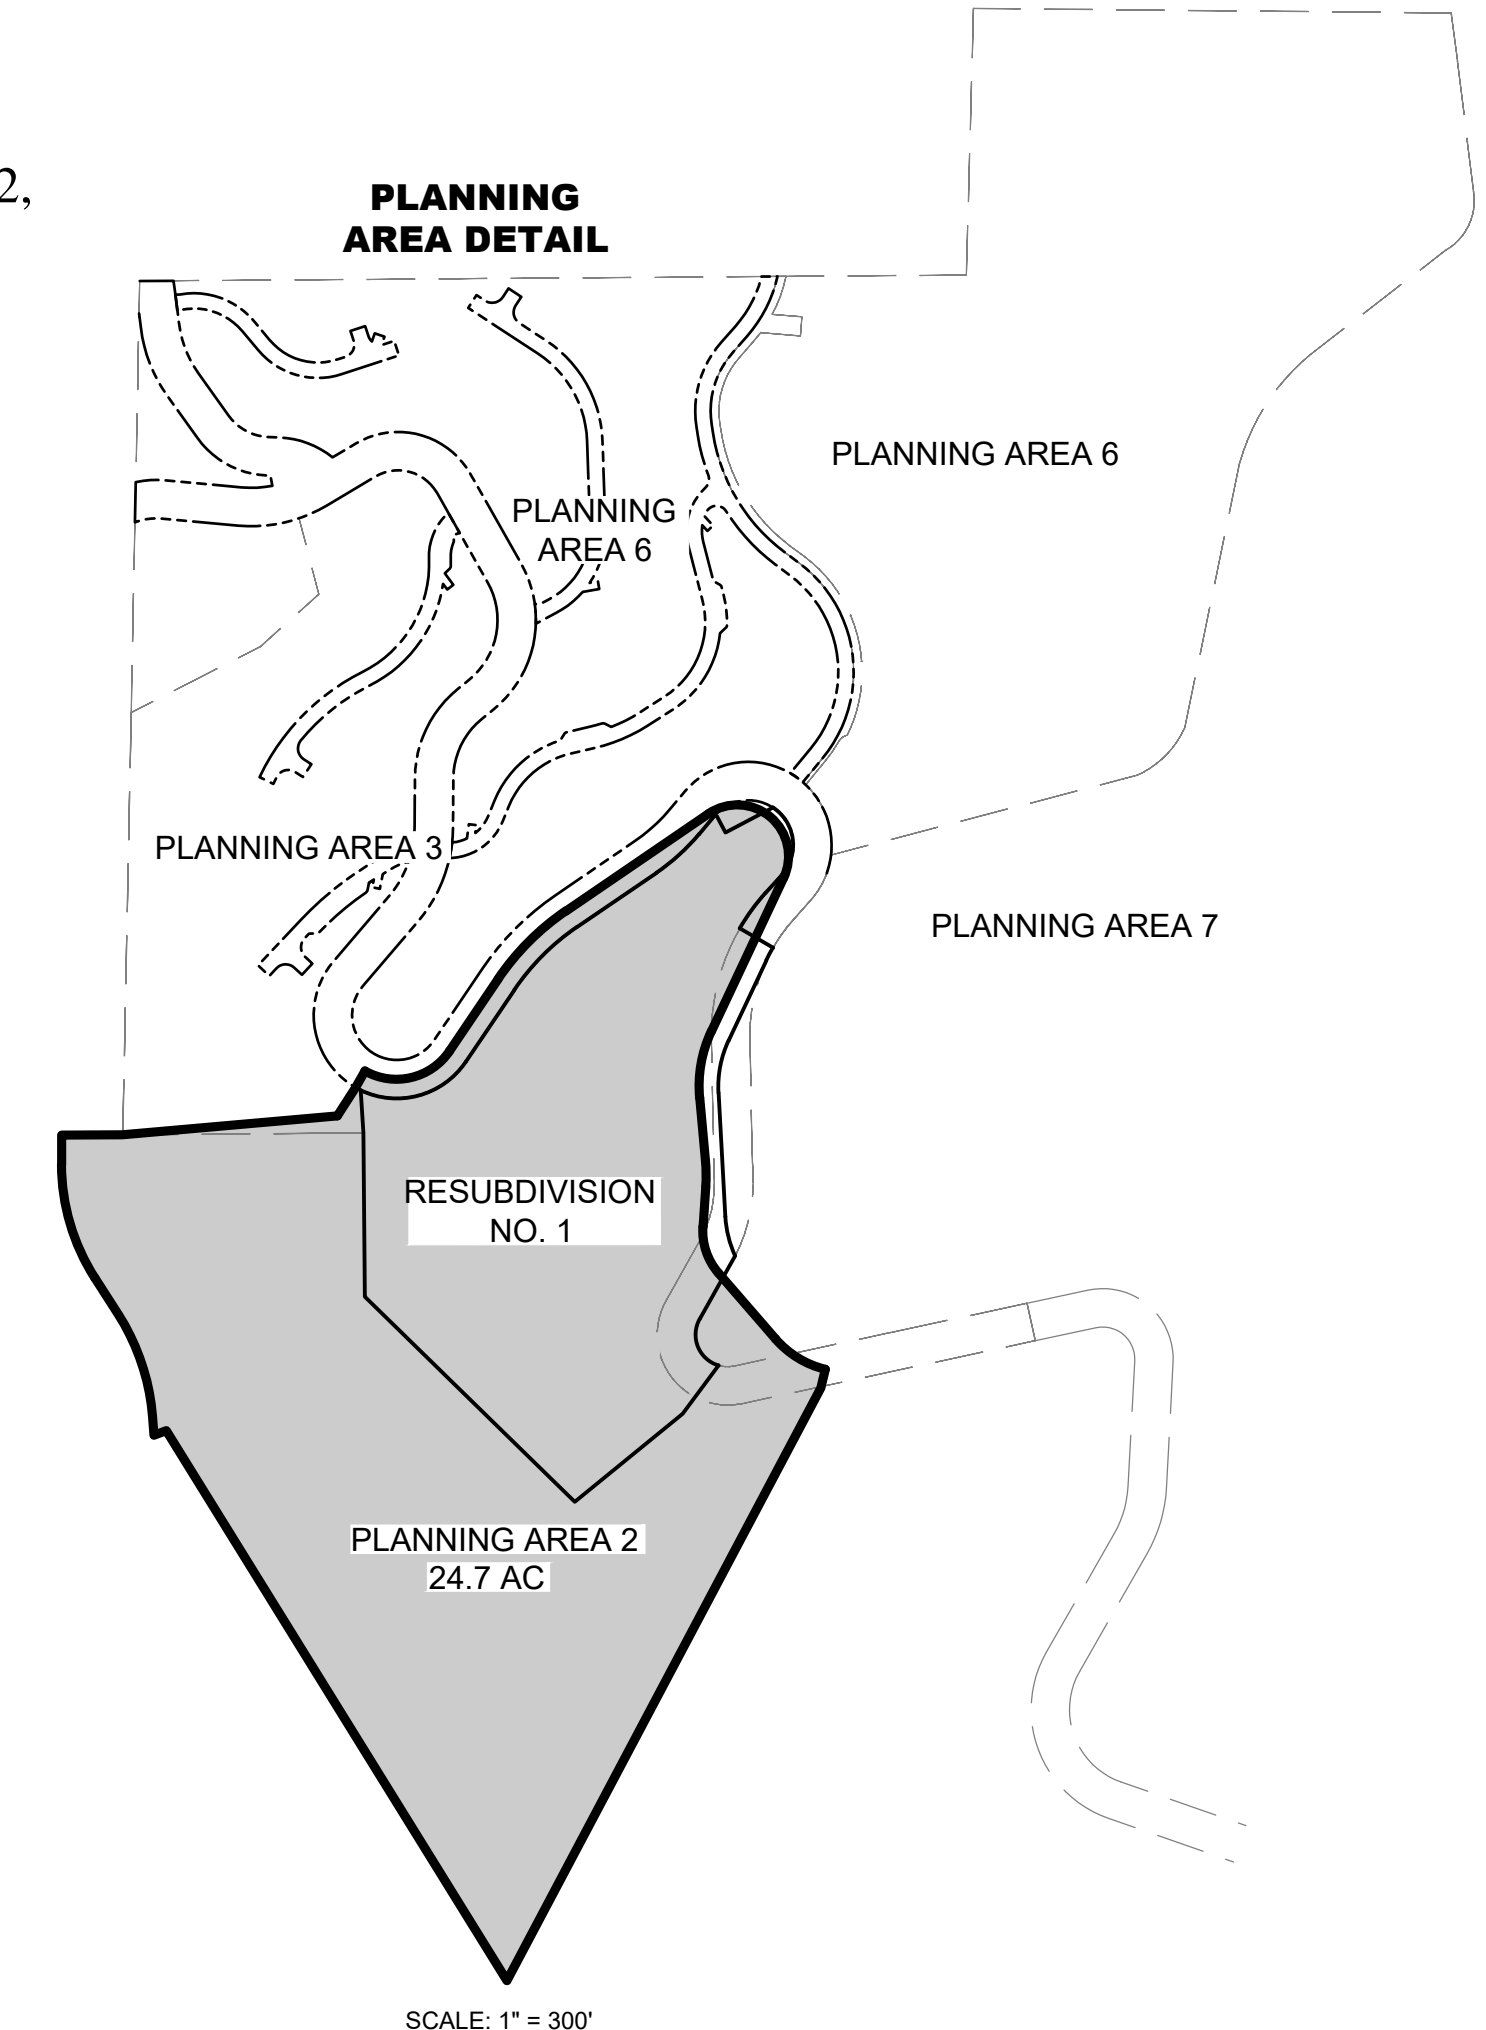 2,
PLANNING
AREA DETAIL
PLANNING AREA 6
PLANNING
AREA 6
PLANNING AREA 3
PLANNING AREA 7
RESUBDIVISION
NO. 1
PLANNING AREA 2
24.7 AC
SCALE: 1" = 300'